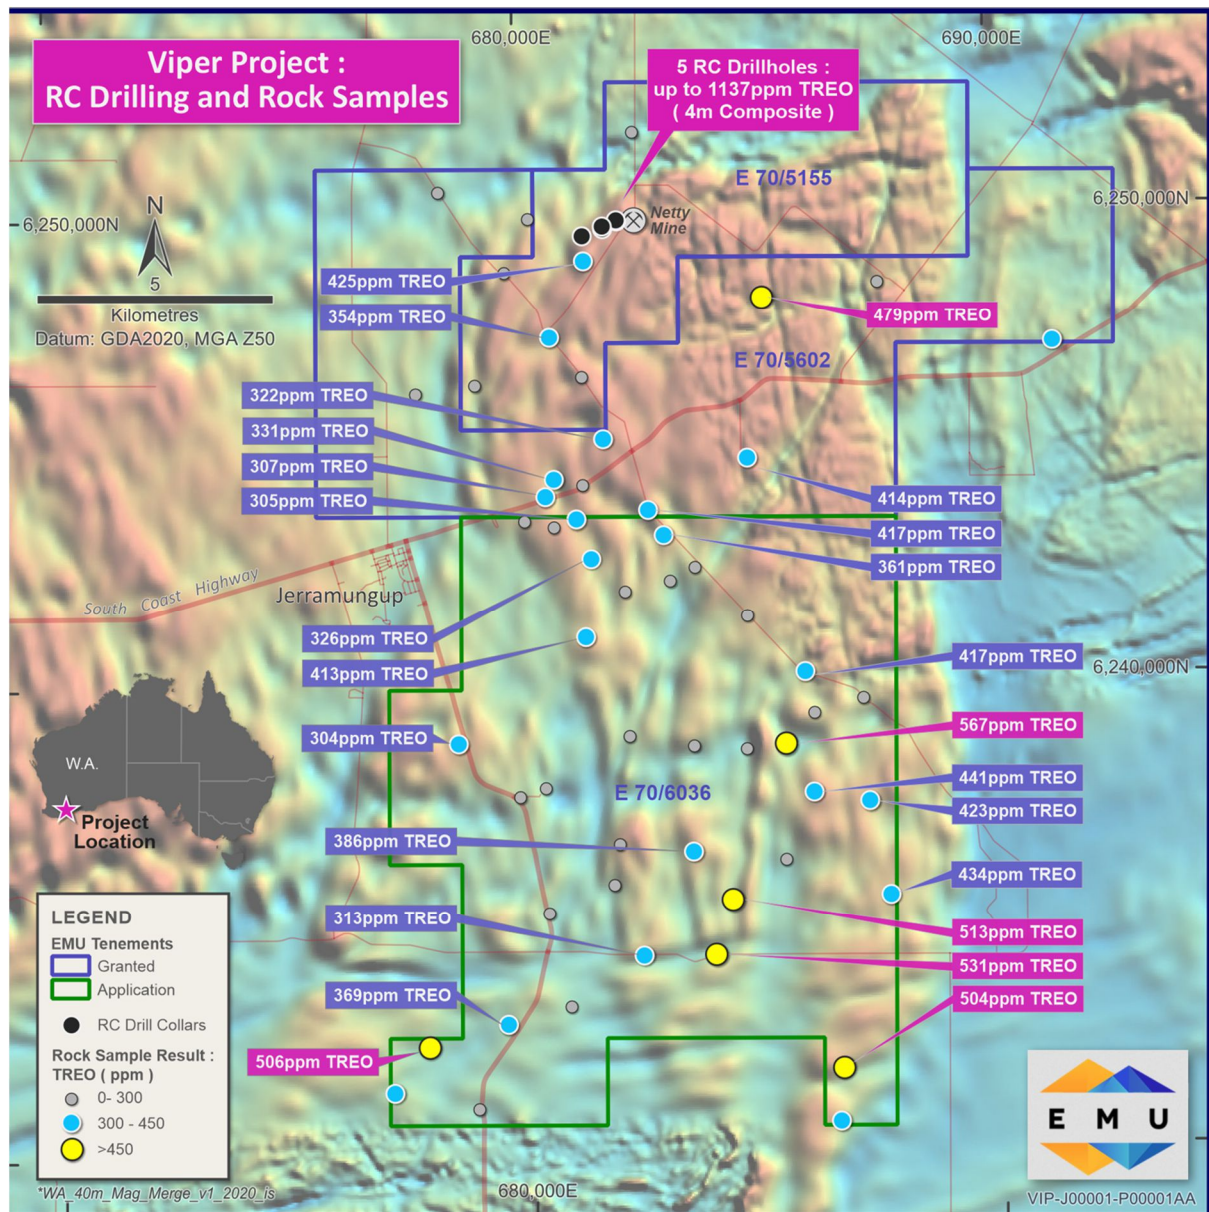 680,000E
690,000E
Viper Project :
RC Drilling and Rock Samples
5 RC Drillholes :
up to 1137ppm TREO
( 4m Composite )
E 70/5155
6,250,000N
6,250,000N
N
Netty
Mine
5
Kilometres
Datum: GDA2020, MGA Z50
425ppm TREO
354ppm TREO
479ppm TREO
E 70/5602
322ppm TREO
331ppm TREO
307ppm TREO
305ppm TREO
414ppm TREO
417ppm TREO
361ppm TREO
South Coast Highway
Jerramungup
326ppm TREO
413ppm TREO
417ppm TREO
6,240,000N
304ppm TREO
567ppm TREO
W.A.
Project
Location
E 70/6036
441ppm TREO
423ppm TREO
386ppm TREO
434ppm TREO
313ppm TREO
513ppm TREO
531ppm TREO
369ppm TREO
504ppm TREO
506ppm TREO
LEGEND
EMU Tenements
Granted
Application
RC Drill Collars
Rock Sample Result :
TREO ( ppm )
0- 300
300 - 450
>450
*WA_40m_Mag_Merge_v1_2020_is
680,000E
E M U
VIP-J00001-P00001AA